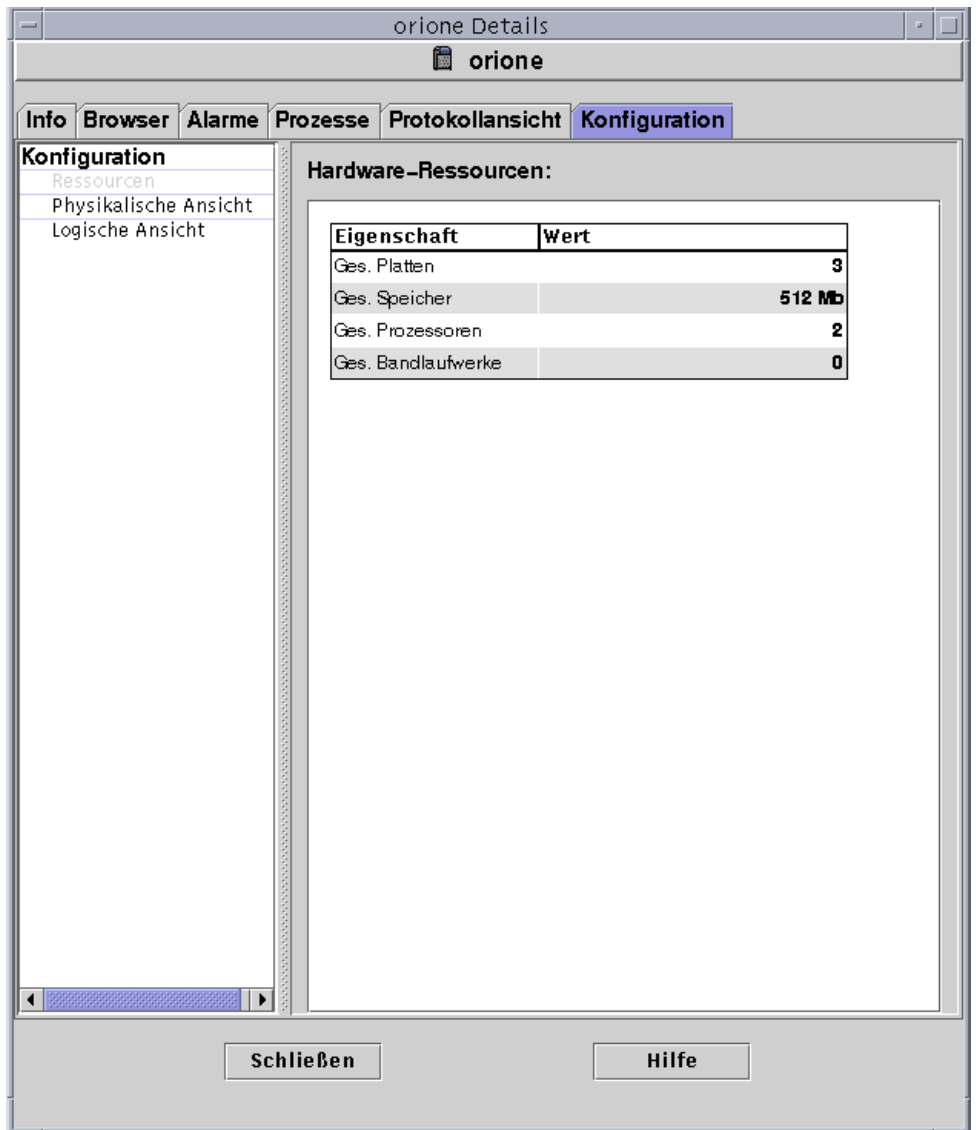 orione Details
orione
Info Browser Alarme Prozesse Protokollansicht Konfiguration
Konfiguration
Ressourcen
Physikalische Ansicht
Logische Ansicht
Hardware-Ressourcen:
Eigenschaft Wert
Ges. Platten 3
Ges. Speicher 512 Mb
Ges. Prozessoren 2
Ges. Bandlaufwerke 0
Schließen Hilfe